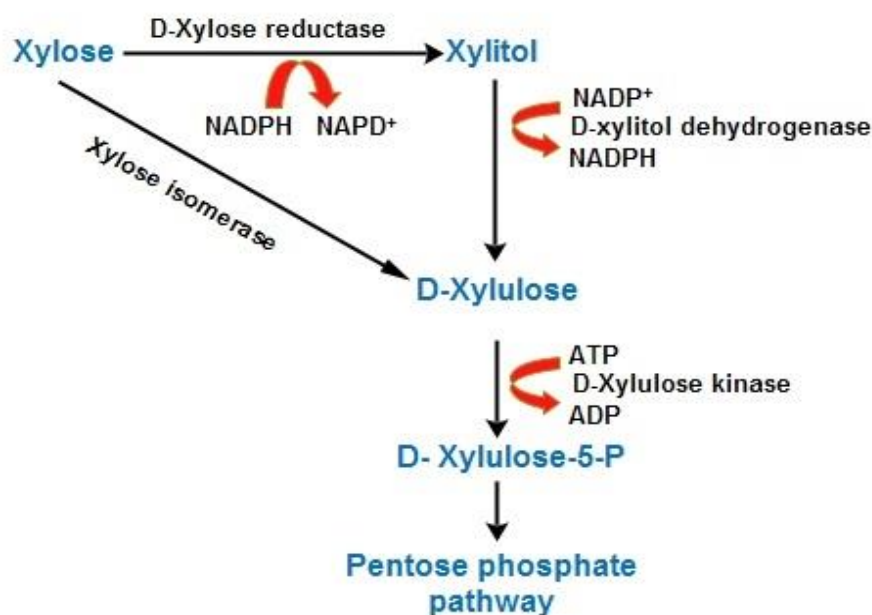 D-Xylose reductase
Xylose
Xylitol
NADPH NAPD+
NADP+
D-xylitol dehydrogenase
NADPH
Xylose isomerase
D-Xylulose
ATP
D-Xylulose kinase
ADP
D- Xylulose-5-P
Pentose phosphate
pathway